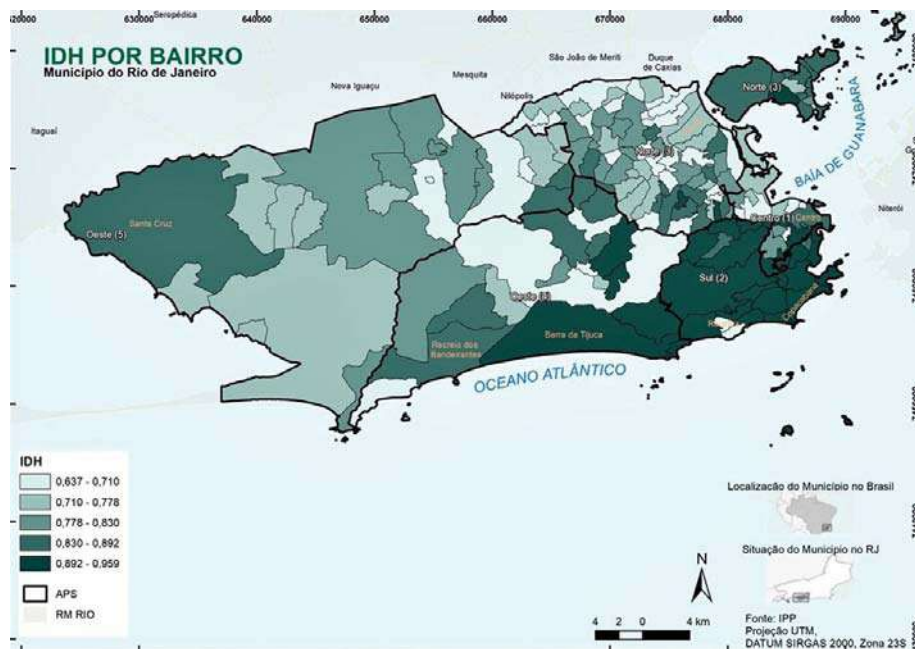 Seropédica
620000 630000 640000 650000 660000 670000 680000 690000
IDH POR BAIRRO
Município do Rio de Janeiro
São João de Meriti
Duque de Caxias
Mesquita
Nova Iguaçu
Nilópolis
Itaguaí
Norte (3)
BAÍA DE GUANABARA
Niterói
Santa Cruz
Oeste (5)
Centro (1)
Centro
Sul (2)
Copacabana
Barra da Tijuca
Recreio dos
Bandeirantes
OCEANO ATLÂNTICO
IDH
0,637 - 0,710
0,710 - 0,778
0,778 - 0,830
0,830 - 0,892
0,892 - 0,959
APS
RM RIO
Localização do Município no Brasil
Situação do Município no RJ
N
4 2 0 4 km
Fonte: IPP
Projeção UTM,
DATUM SIRGAS 2000, Zona 23S